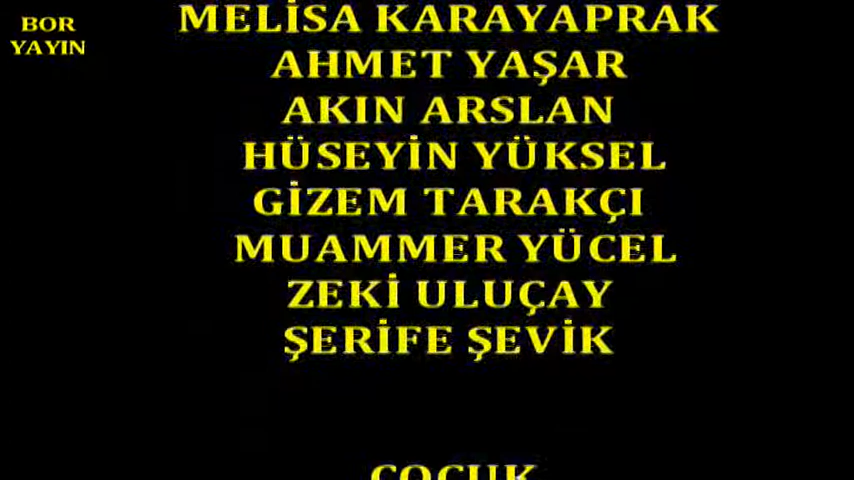 BOR
YAYIN
MELİSA KARAYAPRAK
AHMET YAŞAR
AKIN ARSLAN
HÜSEYİN YÜKSEL
GİZEM TARAKÇI
MUAMMER YÜCEL
ZEKİ ULUÇAY
ŞERİFE ŞEVİK
ÇOCUK